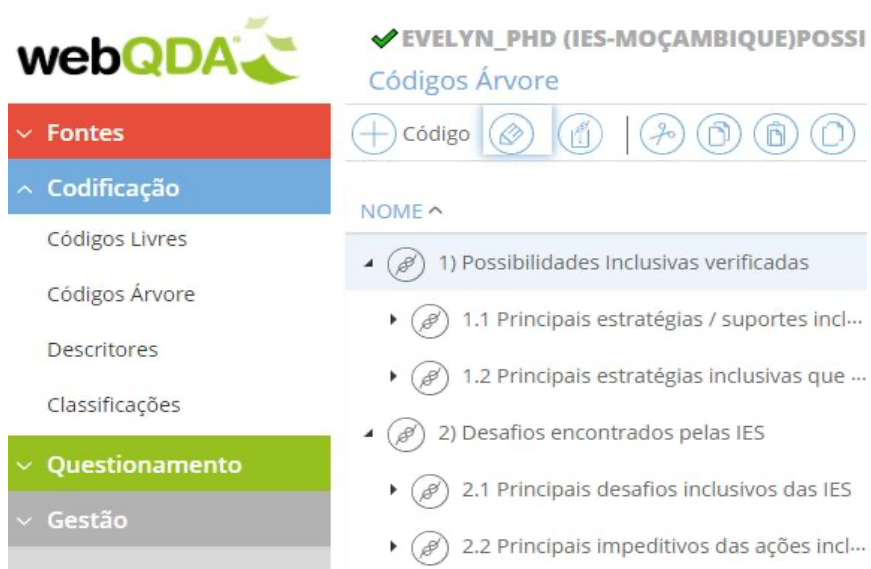 webQDA
Fontes
Codificação
Códigos Livres
Códigos Árvore
Descritores
Classificações
Questionamento
Gestão
EVELYN_PHD (IES-MOÇAMBIQUE)POSSI
Códigos Árvore
Código
NOME
1) Possibilidades Inclusivas verificadas
1.1 Principais estratégias / suportes incl...
1.2 Principais estratégias inclusivas que ...
2) Desafios encontrados pelas IES
2.1 Principais desafios inclusivos das IES
2.2 Principais impeditivos das ações incl...